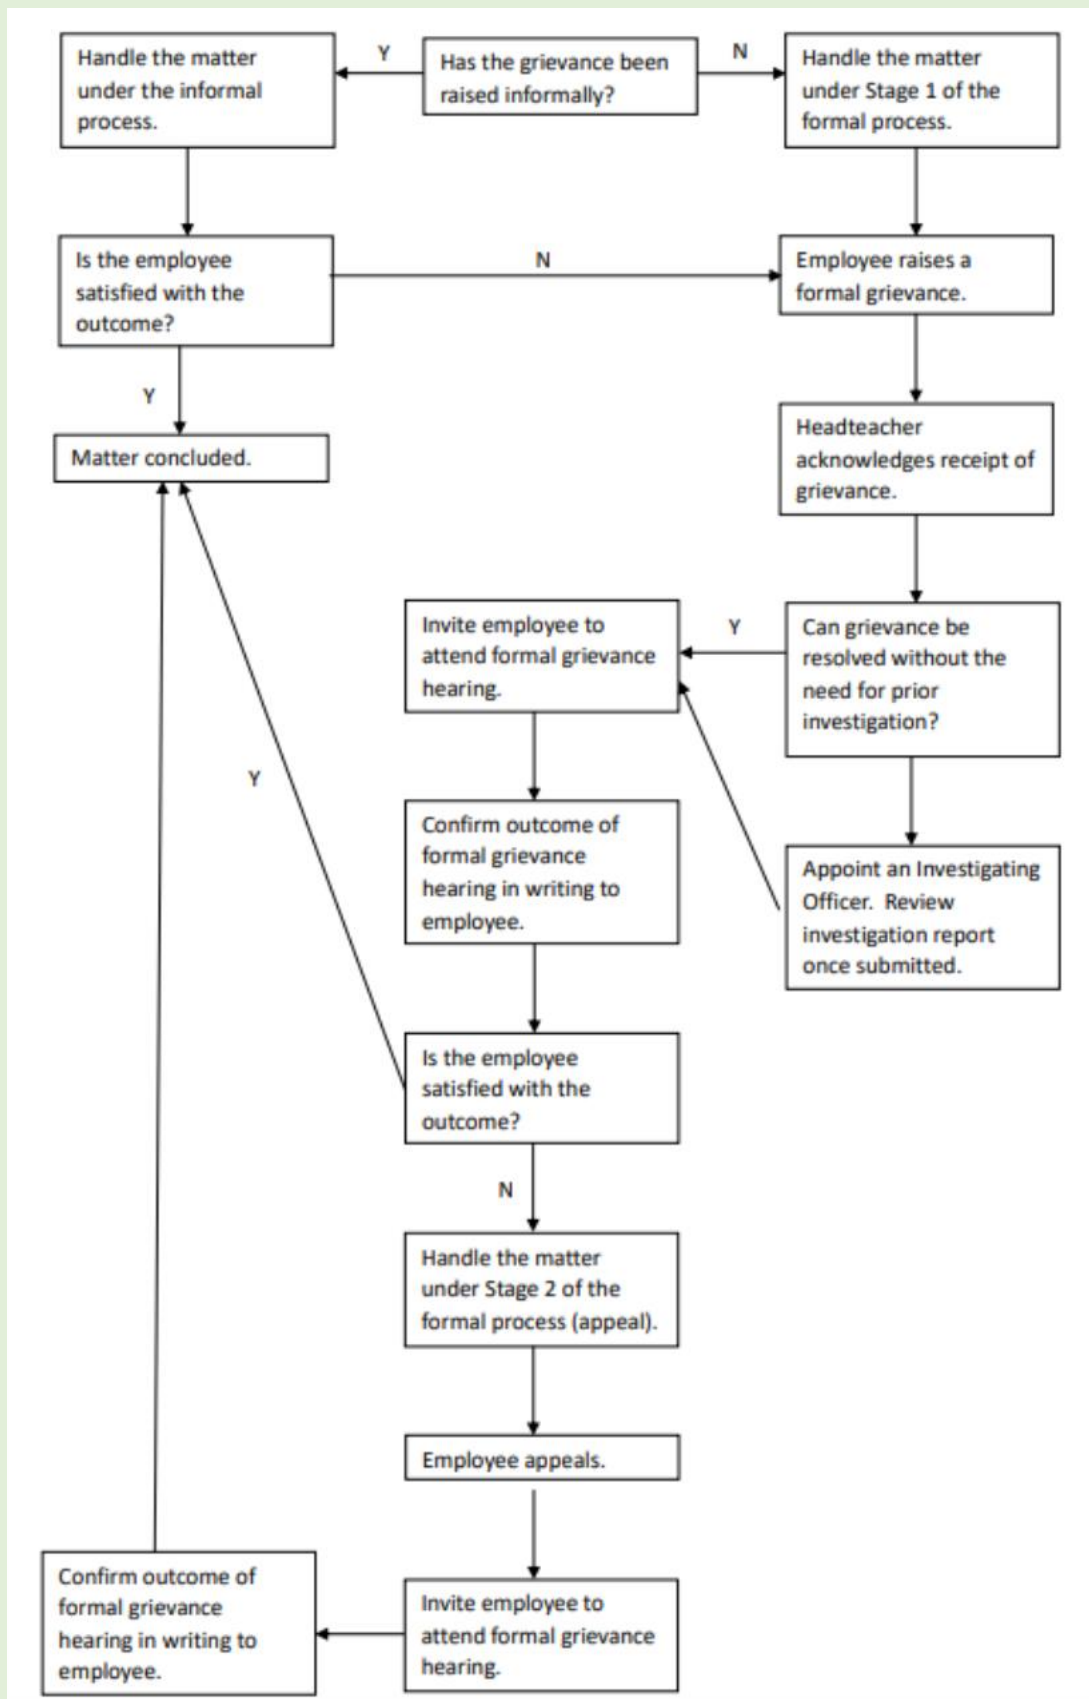 Handle the matter
under the informal
process.
Y
Has the grievance been
raised informally?
N
Handle the matter
under Stage 1 of the
formal process.
Is the employee
satisfied with the
outcome?
N
Employee raises a
formal grievance.
Y
Matter concluded.
Headteacher
acknowledges receipt of
grievance.
Invite employee to
attend formal grievance
hearing.
Y
Can grievance be
resolved without the
need for prior
investigation?
Y
Confirm outcome of
formal grievance
hearing in writing to
employee.
Appoint an Investigating
Officer. Review
investigation report
once submitted.
Is the employee
satisfied with the
outcome?
N
Handle the matter
under Stage 2 of the
formal process (appeal).
Employee appeals.
Confirm outcome of
formal grievance
hearing in writing to
employee.
Invite employee to
attend formal grievance
hearing.